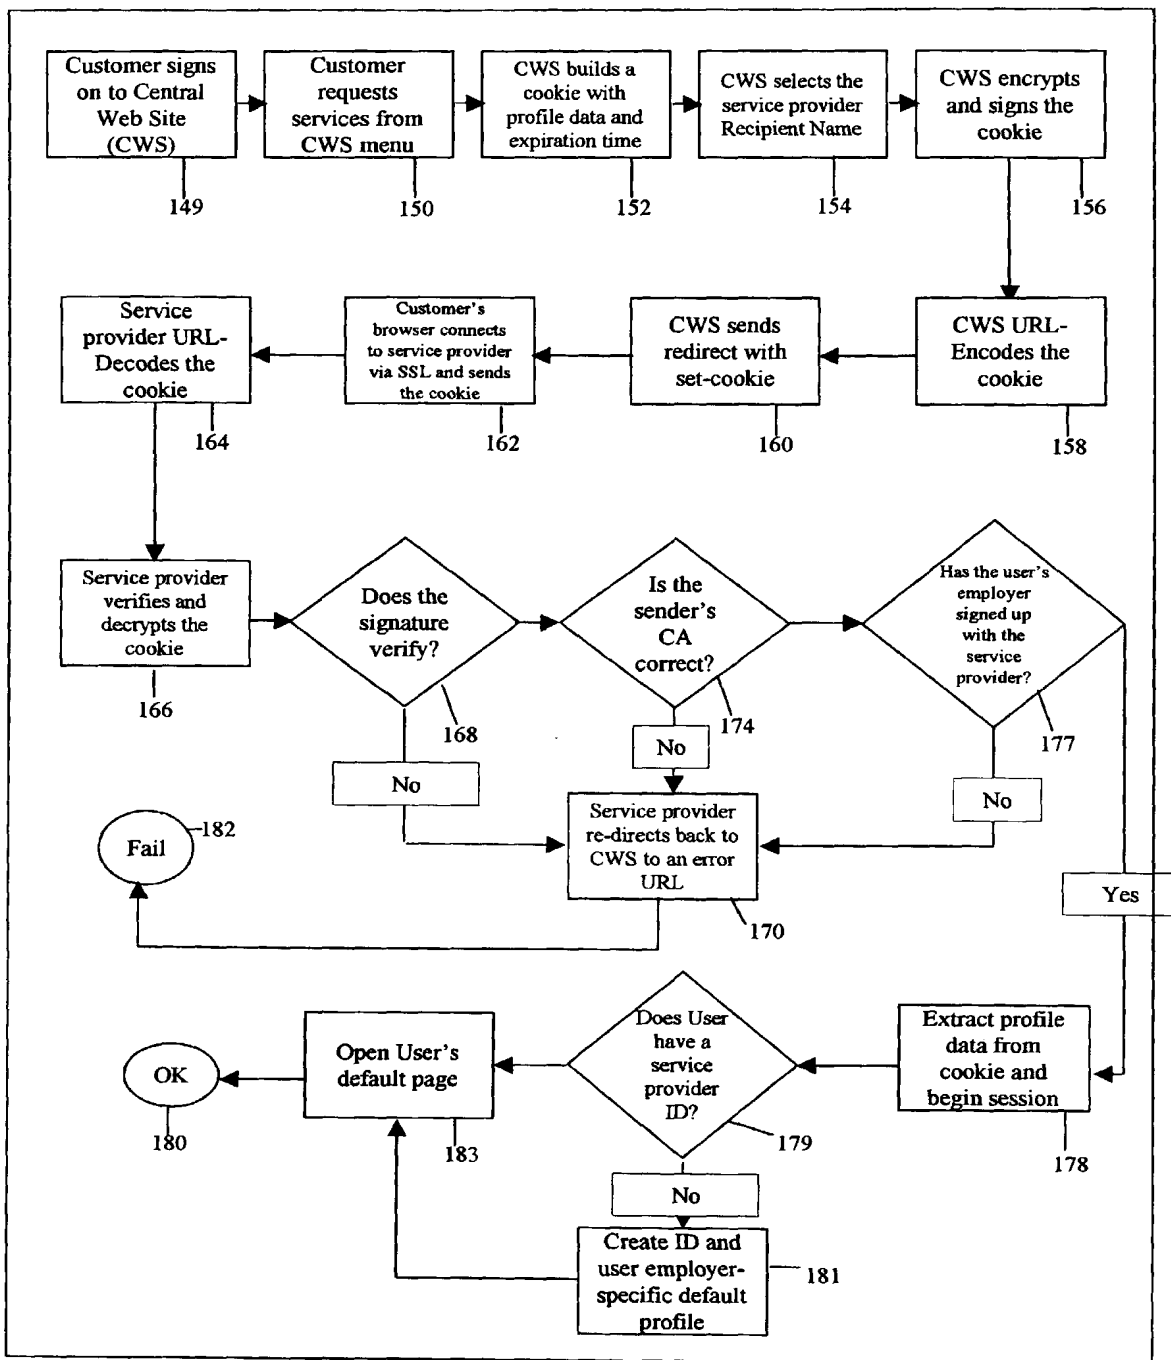 Customer signs
on to Central
Web Site
(CWS)
149
Customer
requests
services from
CWS menu
150
CWS builds a
cookie with
profile data and
expiration time
152
CWS selects the
service provider
Recipient Name
154
CWS encrypts
and signs the
cookie
156
Service
provider URL-
Decodes the
cookie
164
Customer's
browser connects
to service provider
via SSL and sends
the cookie
162
CWS sends
redirect with
set-cookie
160
CWS URL-
Encodes the
cookie
158
Service provider
verifies and
decrypts the
cookie
166
Does the
signature
verify?
168
No
Is the
sender's
CA
correct?
174
No
Has the user's
employer
signed up
with the
service
provider?
177
No
Yes
Fail
182
Service provider
re-directs back to
CWS to an error
URL
170
OK
180
Open User's
default page
183
Does User
have a
service
provider
ID?
179
No
Extract profile
data from
cookie and
begin session
178
Create ID and
user employer-
specific default
profile
181